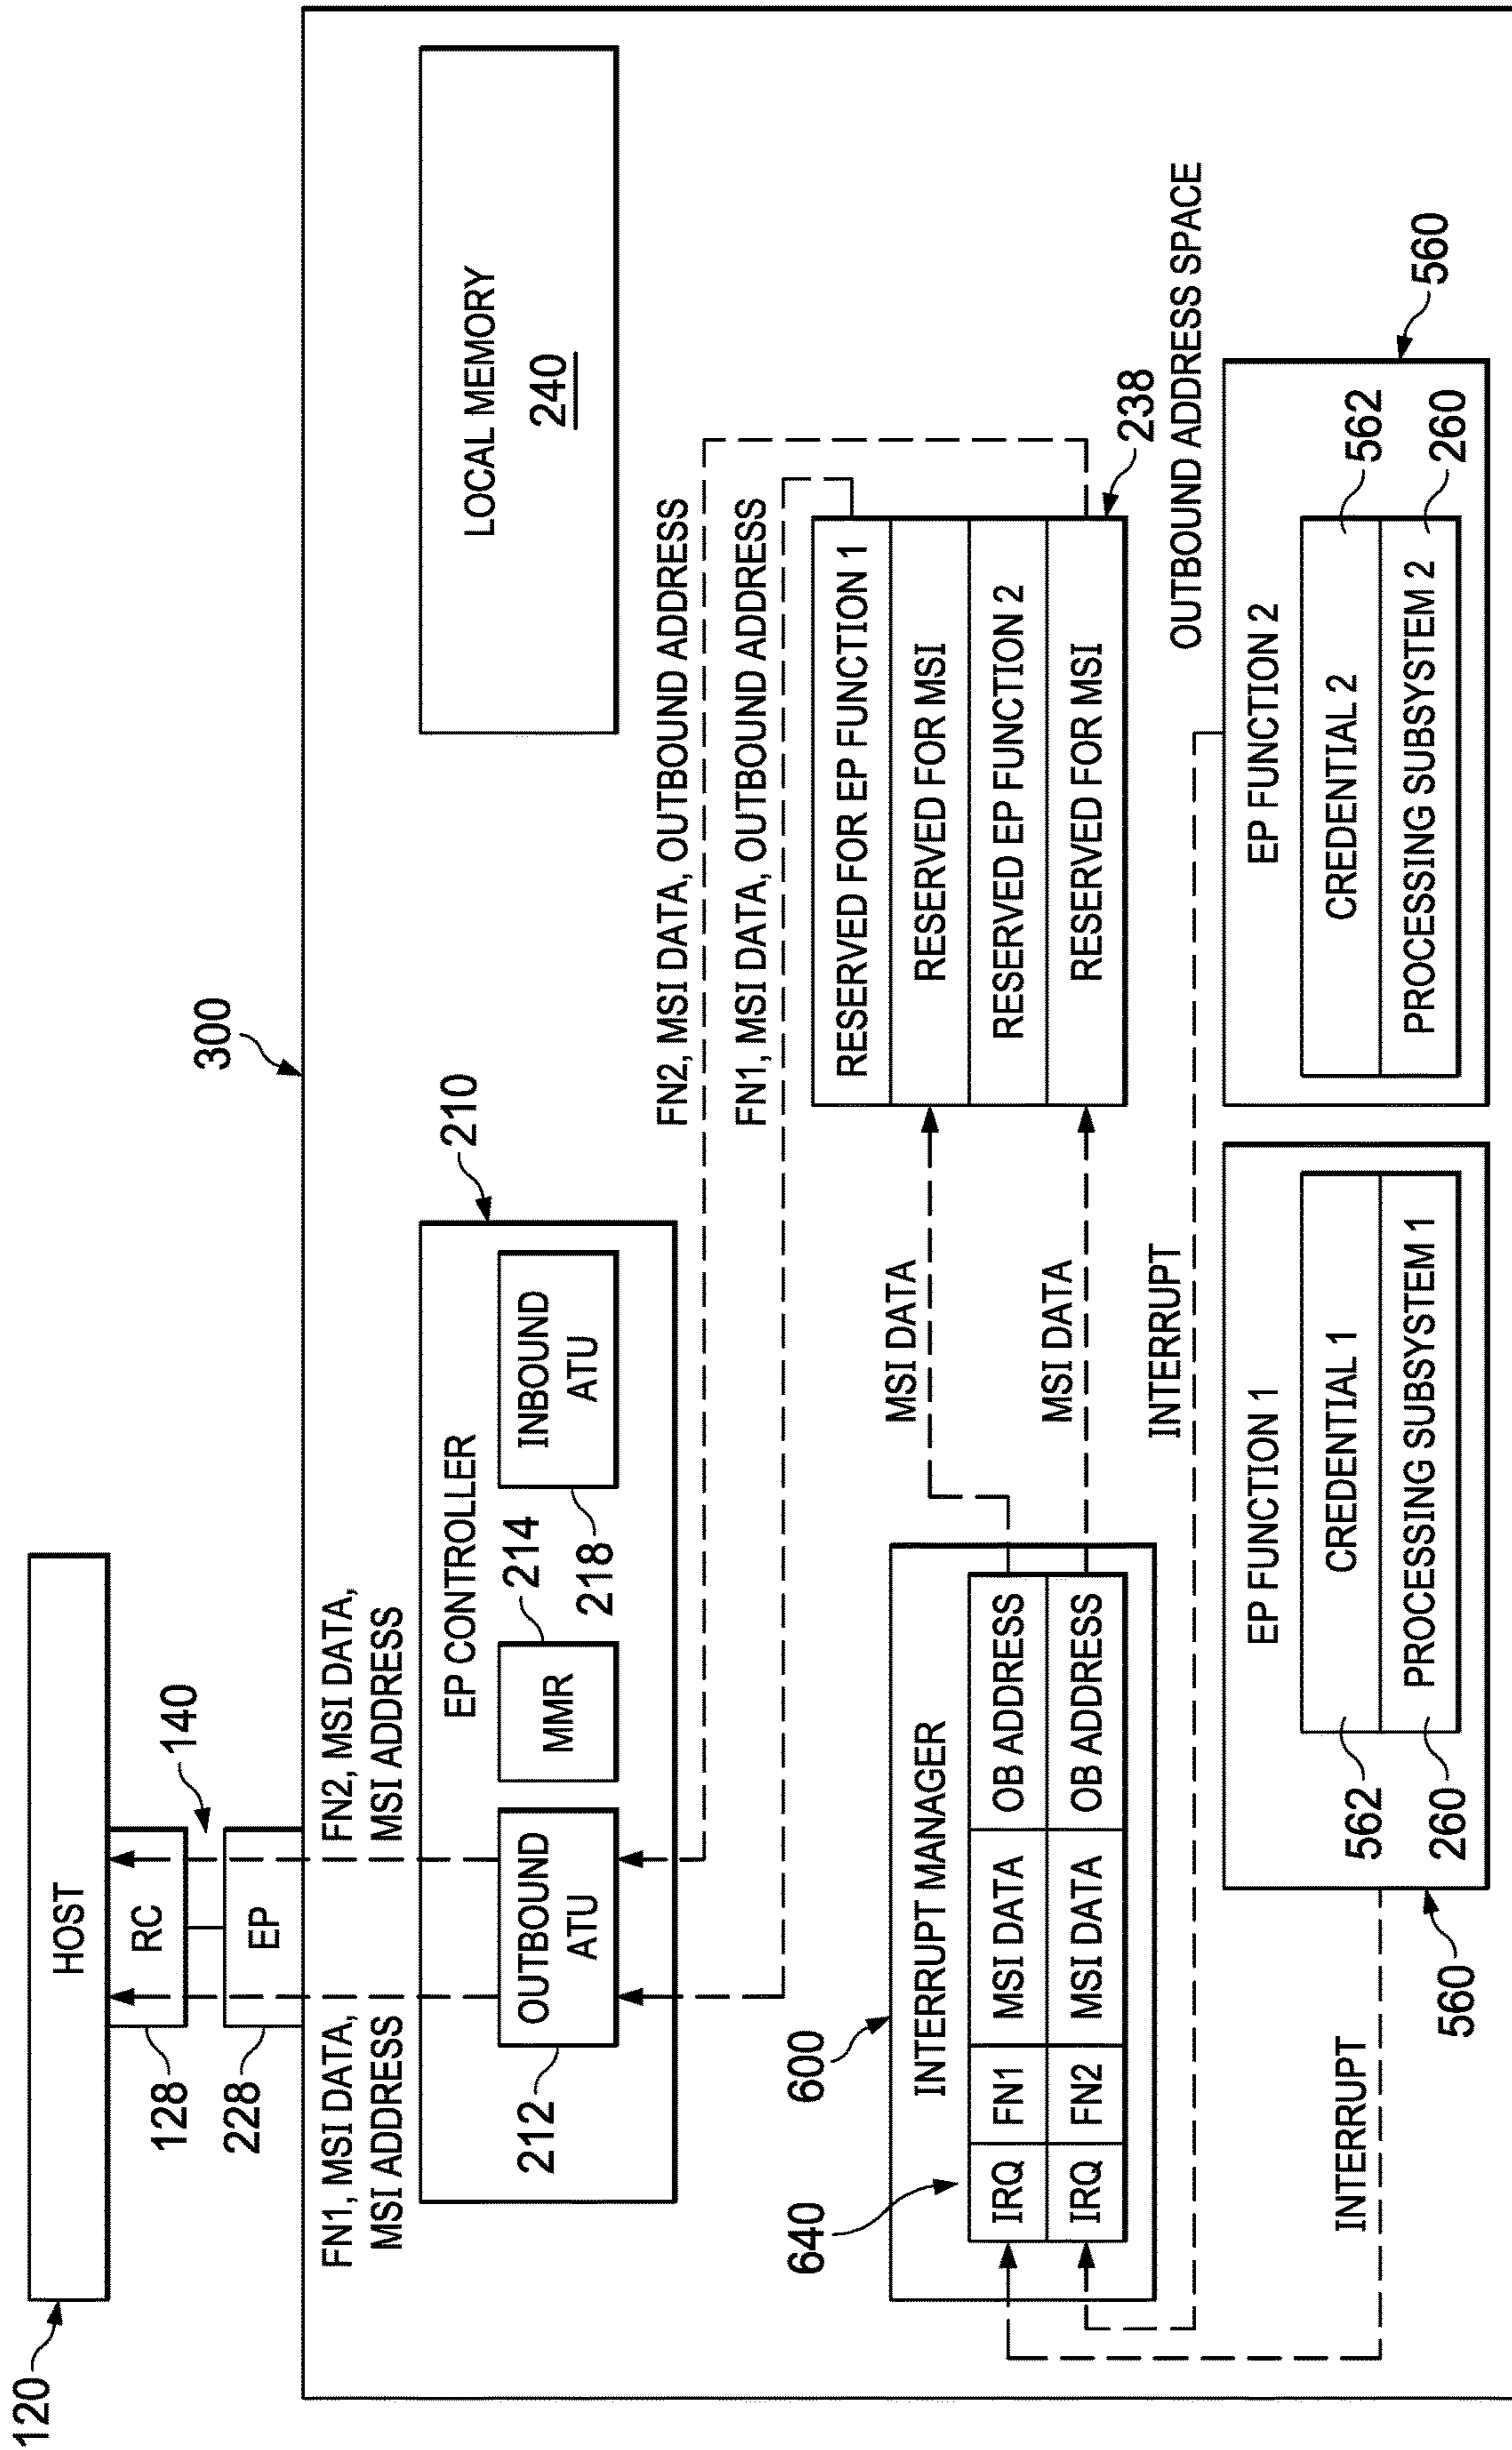 120
HOST
RC
128
140
EP
228
FN1, MSI DATA,
MSI ADDRESS
FN2, MSI DATA,
MSI ADDRESS
300
EP CONTROLLER
210
OUTBOUND
ATU
212
MMR
214
INBOUND
ATU
218
LOCAL MEMORY
240
FN2, MSI DATA, OUTBOUND ADDRESS
FN1, MSI DATA, OUTBOUND ADDRESS
600
INTERRUPT MANAGER
640
IRQ
FN1
MSI DATA
OB ADDRESS
IRQ
FN2
MSI DATA
OB ADDRESS
MSI DATA
MSI DATA
RESERVED FOR EP FUNCTION 1
RESERVED FOR MSI
RESERVED EP FUNCTION 2
RESERVED FOR MSI
238
OUTBOUND ADDRESS SPACE
INTERRUPT
INTERRUPT
EP FUNCTION 1
CREDENTIAL 1
PROCESSING SUBSYSTEM 1
562
260
560
EP FUNCTION 2
CREDENTIAL 2
PROCESSING SUBSYSTEM 2
562
260
560